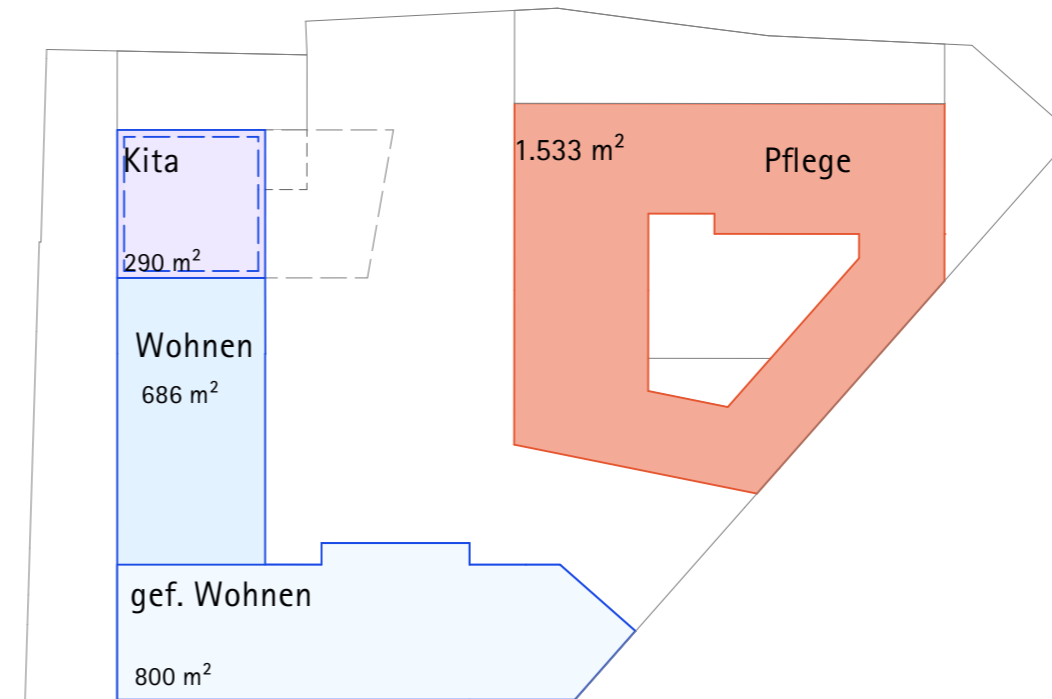 Kita
290 m²
Wohnen
686 m²
gef. Wohnen
800 m²
1.533 m²
Pflege